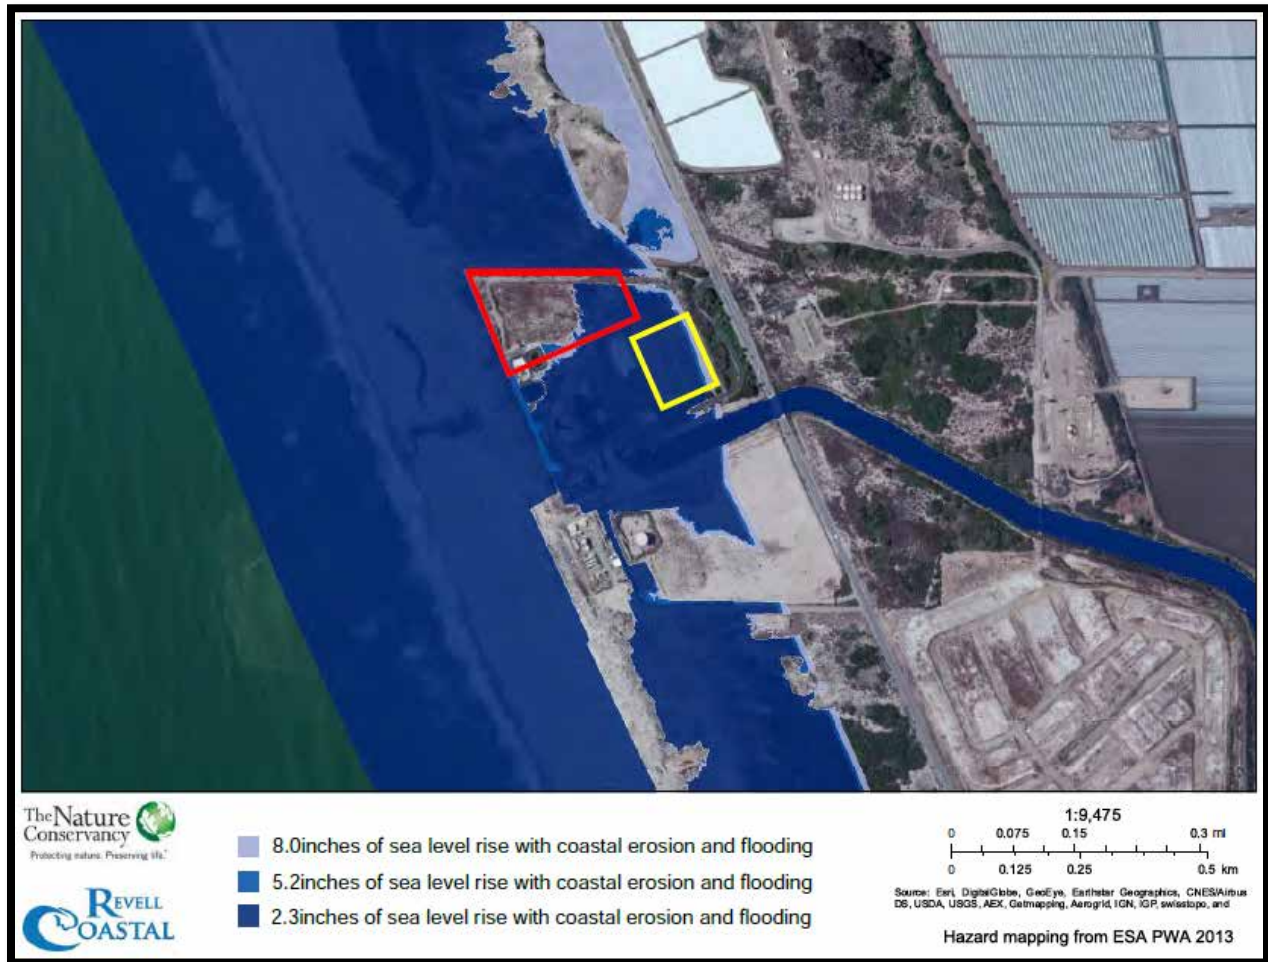 The Nature
Conservancy
Protecting nature. Preserving life.™
REVELL
COASTAL
8.0inches of sea level rise with coastal erosion and flooding
5.2inches of sea level rise with coastal erosion and flooding
2.3inches of sea level rise with coastal erosion and flooding
1:9,475
0 0.075 0.15 0.3 mi
0 0.125 0.25 0.5 km
Source: Esri, DigitalGlobe, GeoEye, Earthstar Geographics, CNES/Airbus
DS, USDA, USGS, AEX, Getmapping, Aerogrid, IGN, IGP, swisstopo, and
Hazard mapping from ESA PWA 2013